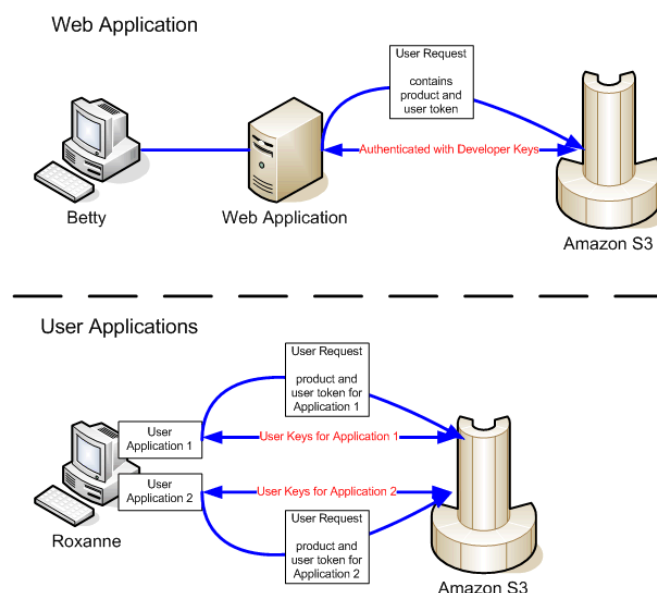 Web Application
User Request
contains
product and
user token
Authenticated with Developer Keys
Betty
Web Application
Amazon S3
User Applications
User Request
product and
user token for
Application 1
User
Application 1
User Keys for Application 1
User
Application 2
User Keys for Application 2
User Request
product and
user token for
Application 2
Roxanne
Amazon S3